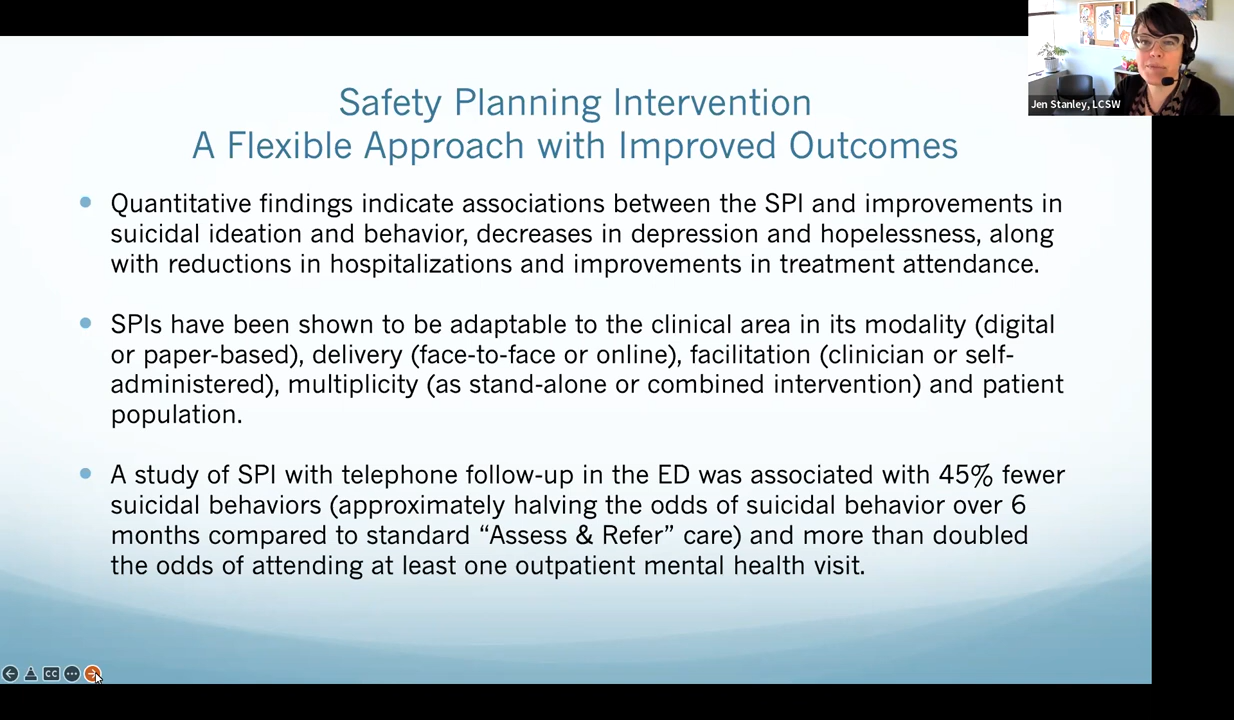 Jen Stanley, LCSW
Safety Planning Intervention
A Flexible Approach with Improved Outcomes
• Quantitative findings indicate associations between the SPI and improvements in
suicidal ideation and behavior, decreases in depression and hopelessness, along
with reductions in hospitalizations and improvements in treatment attendance.
• SPIs have been shown to be adaptable to the clinical area in its modality (digital
or paper-based), delivery (face-to-face or online), facilitation (clinician or self-
administered), multiplicity (as stand-alone or combined intervention) and patient
population.
• A study of SPI with telephone follow-up in the ED was associated with 45% fewer
suicidal behaviors (approximately halving the odds of suicidal behavior over 6
months compared to standard “Assess & Refer” care) and more than doubled
the odds of attending at least one outpatient mental health visit.
CC